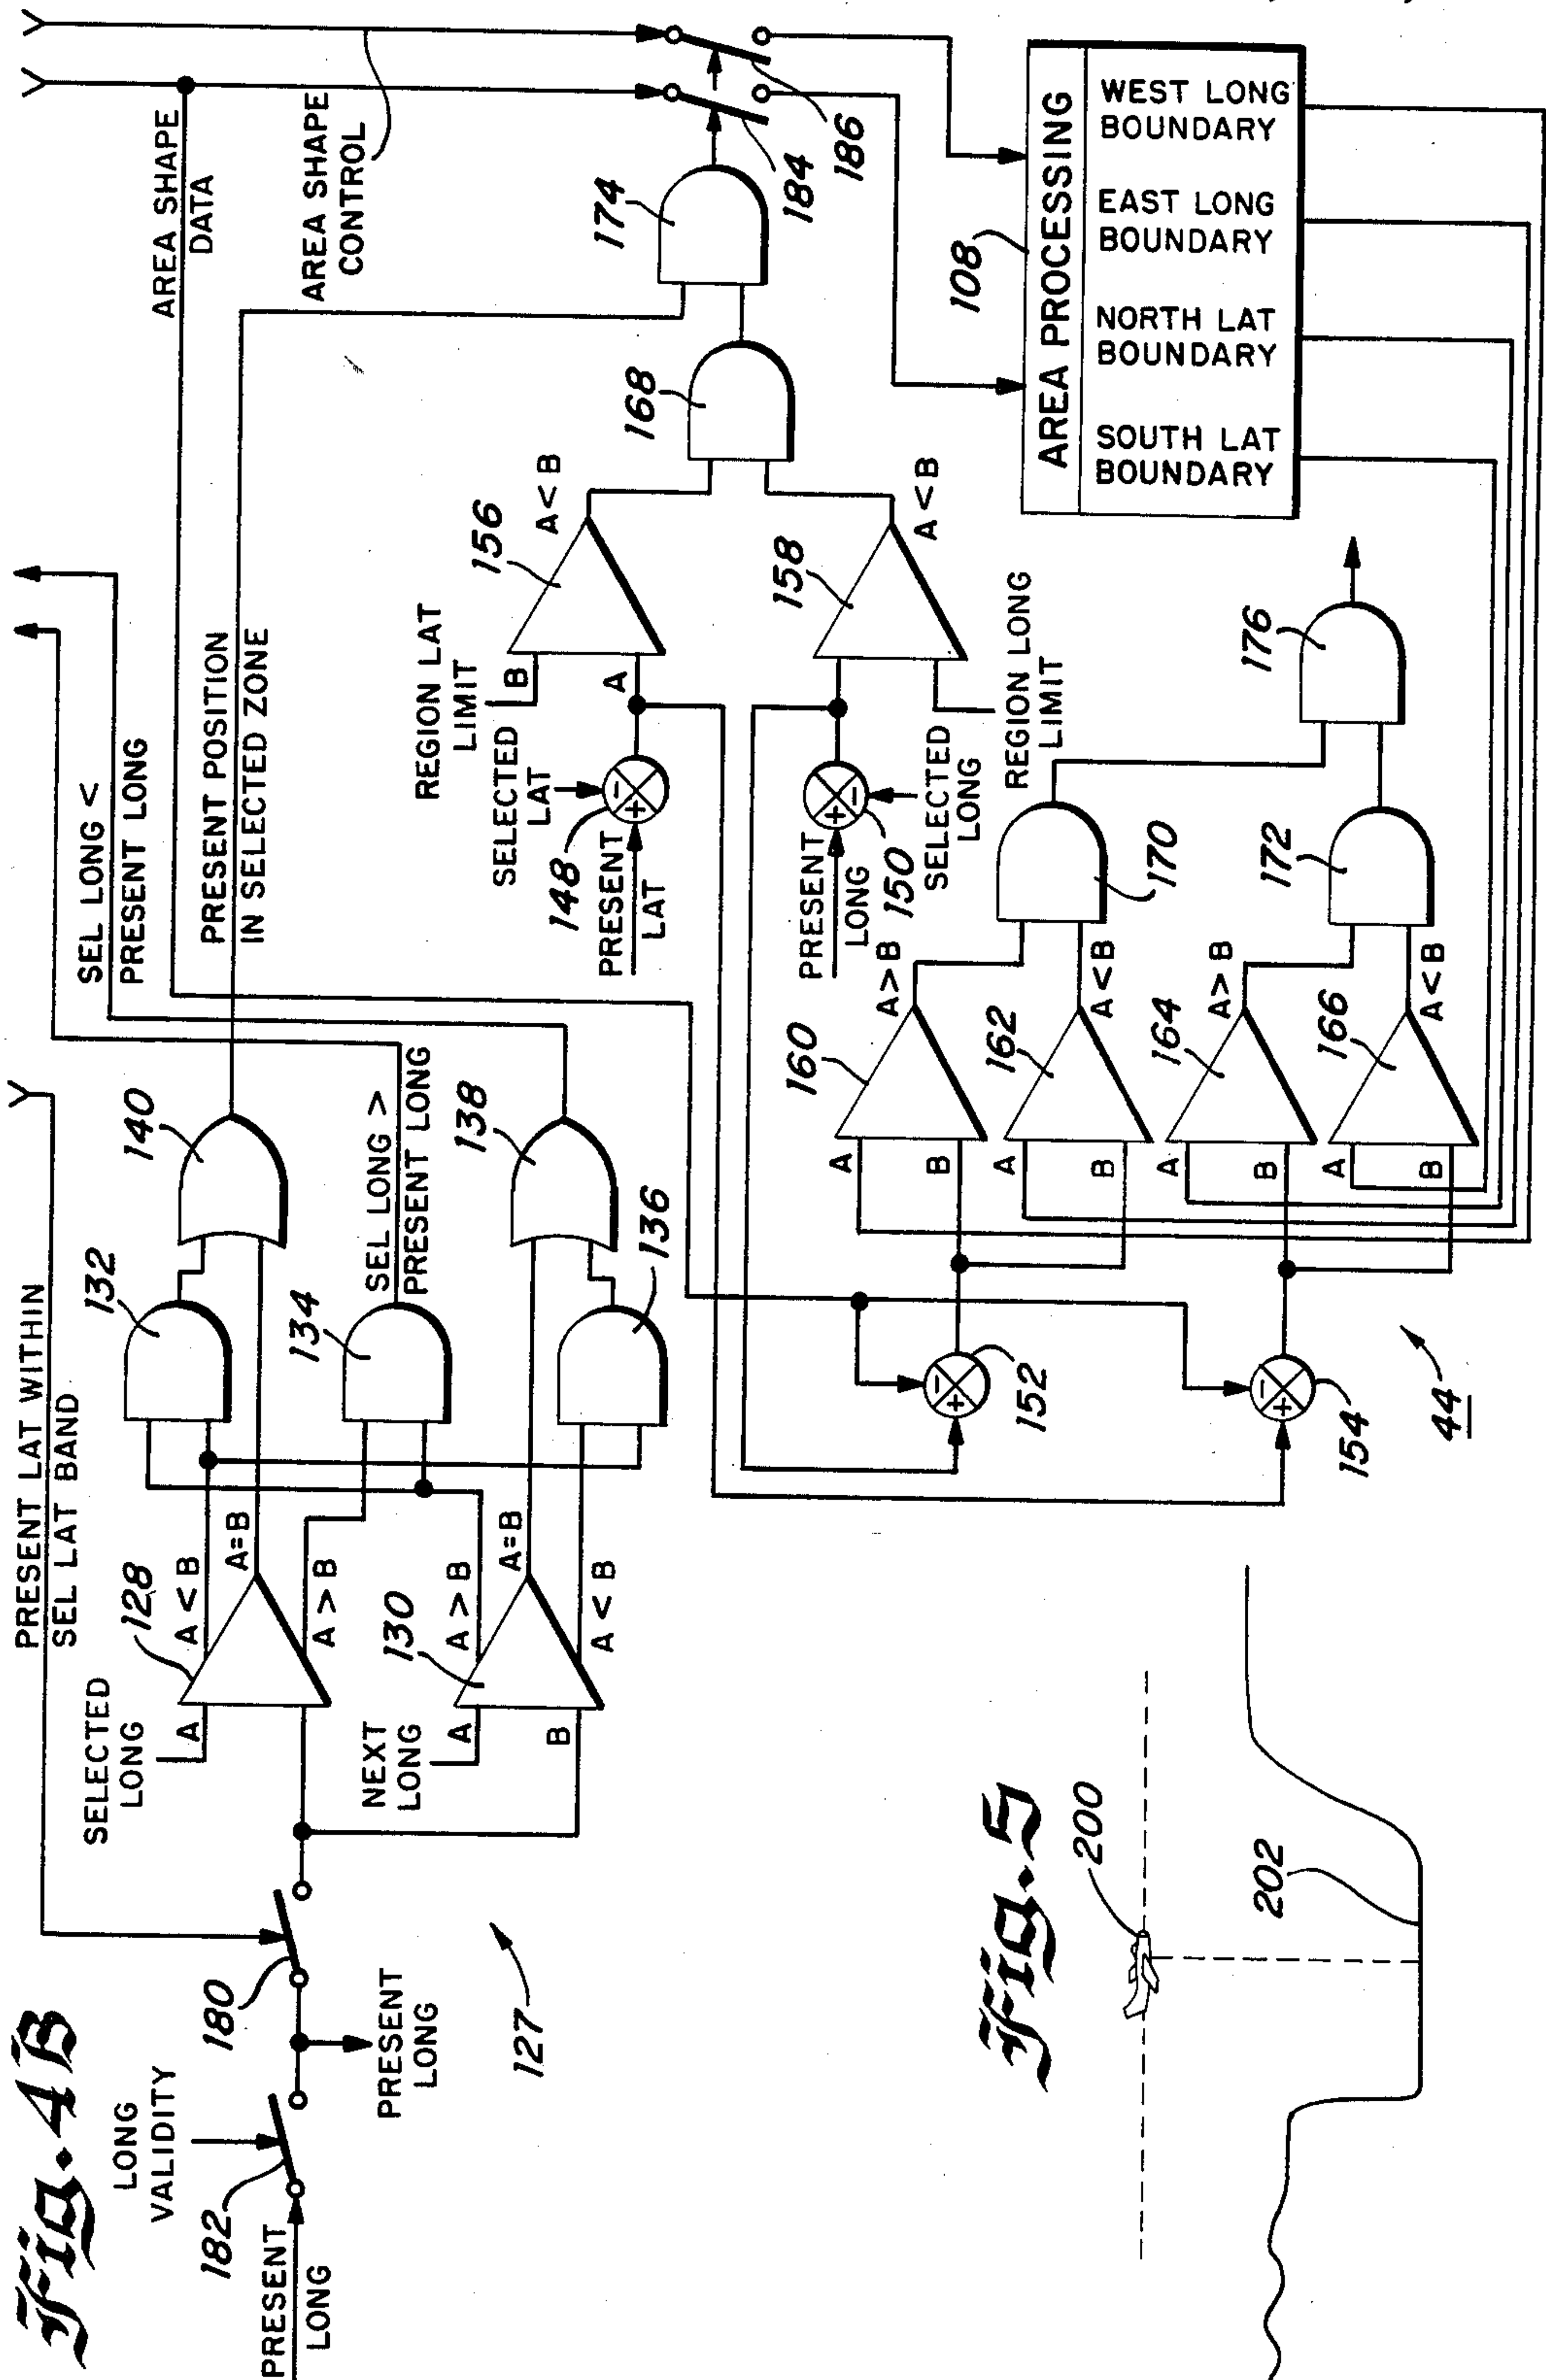 Fig. 4B
PRESENT LAT WITHIN
SEL LAT BAND
SEL LONG <
PRESENT LONG
AREA SHAPE
DATA
AREA SHAPE
CONTROL
PRESENT POSITION
IN SELECTED ZONE
LONG
VALIDITY
182
PRESENT
LONG
180
PRESENT
LONG
127
SELECTED
LONG
A
128
A < B
A = B
A > B
NEXT
LONG
A
B
130
A > B
A = B
A < B
132
134
136
138
140
SEL LONG >
PRESENT LONG
REGION LAT
LIMIT
B
A
156
A < B
SELECTED
LAT
148
-
+
PRESENT
LAT
158
A < B
PRESENT
LONG
150
+
-
SELECTED
LONG
REGION LONG
LIMIT
168
174
184
186
108
AREA PROCESSING
WEST LONG
BOUNDARY
EAST LONG
BOUNDARY
NORTH LAT
BOUNDARY
SOUTH LAT
BOUNDARY
160
A
B
A > B
162
A
B
A < B
164
A
B
A > B
166
A
B
A < B
170
172
176
-
+
152
-
+
154
44
Fig. 5
200
202